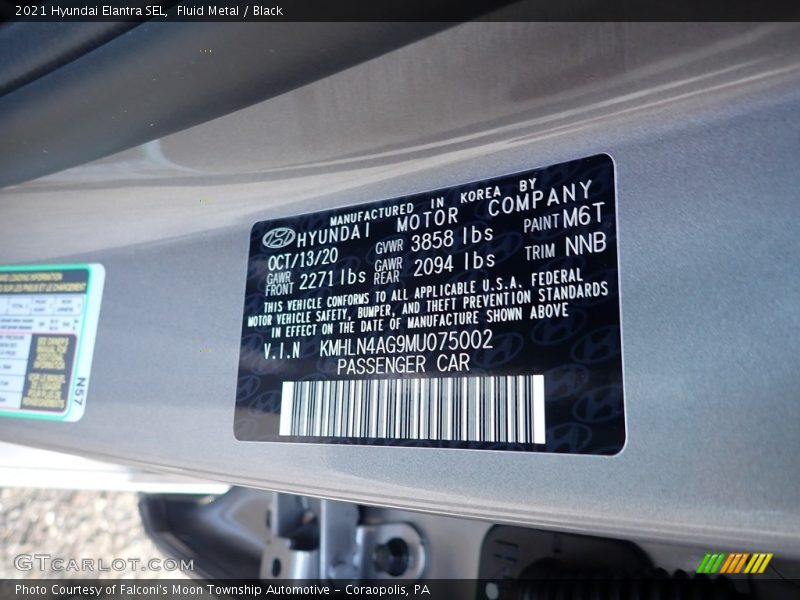 2021 Hyundai Elantra SEL, Fluid Metal / Black
MANUFACTURED IN KOREA BY
HYUNDAI MOTOR COMPANY
OCT/13/20 GVWR 3858 lbs PAINT M6T
GAWR FRONT 2271 lbs GAWR REAR 2094 lbs TRIM NNB
THIS VEHICLE CONFORMS TO ALL APPLICABLE U.S.A. FEDERAL
MOTOR VEHICLE SAFETY, BUMPER, AND THEFT PREVENTION STANDARDS
IN EFFECT ON THE DATE OF MANUFACTURE SHOWN ABOVE
V.I.N KMHLN4AG9MU075002
PASSENGER CAR
N57
GTCARLOT.COM
Photo Courtesy of Falconi's Moon Township Automotive - Coraopolis, PA